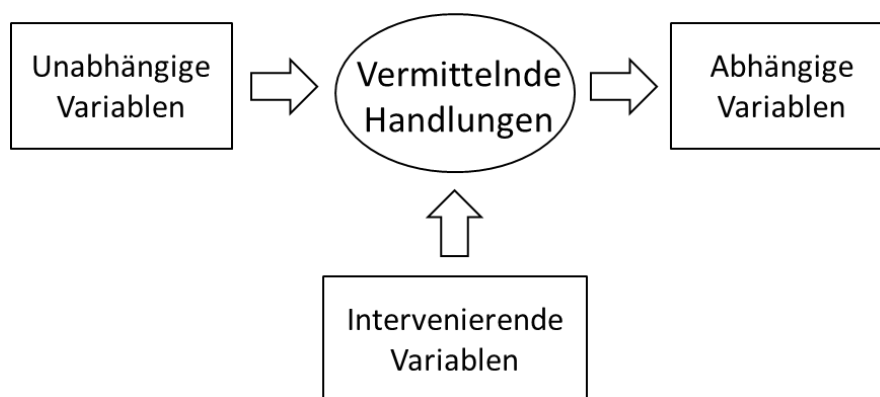 Unabhängige
Variablen
Vermittelnde
Handlungen
Abhängige
Variablen
Intervenierende
Variablen